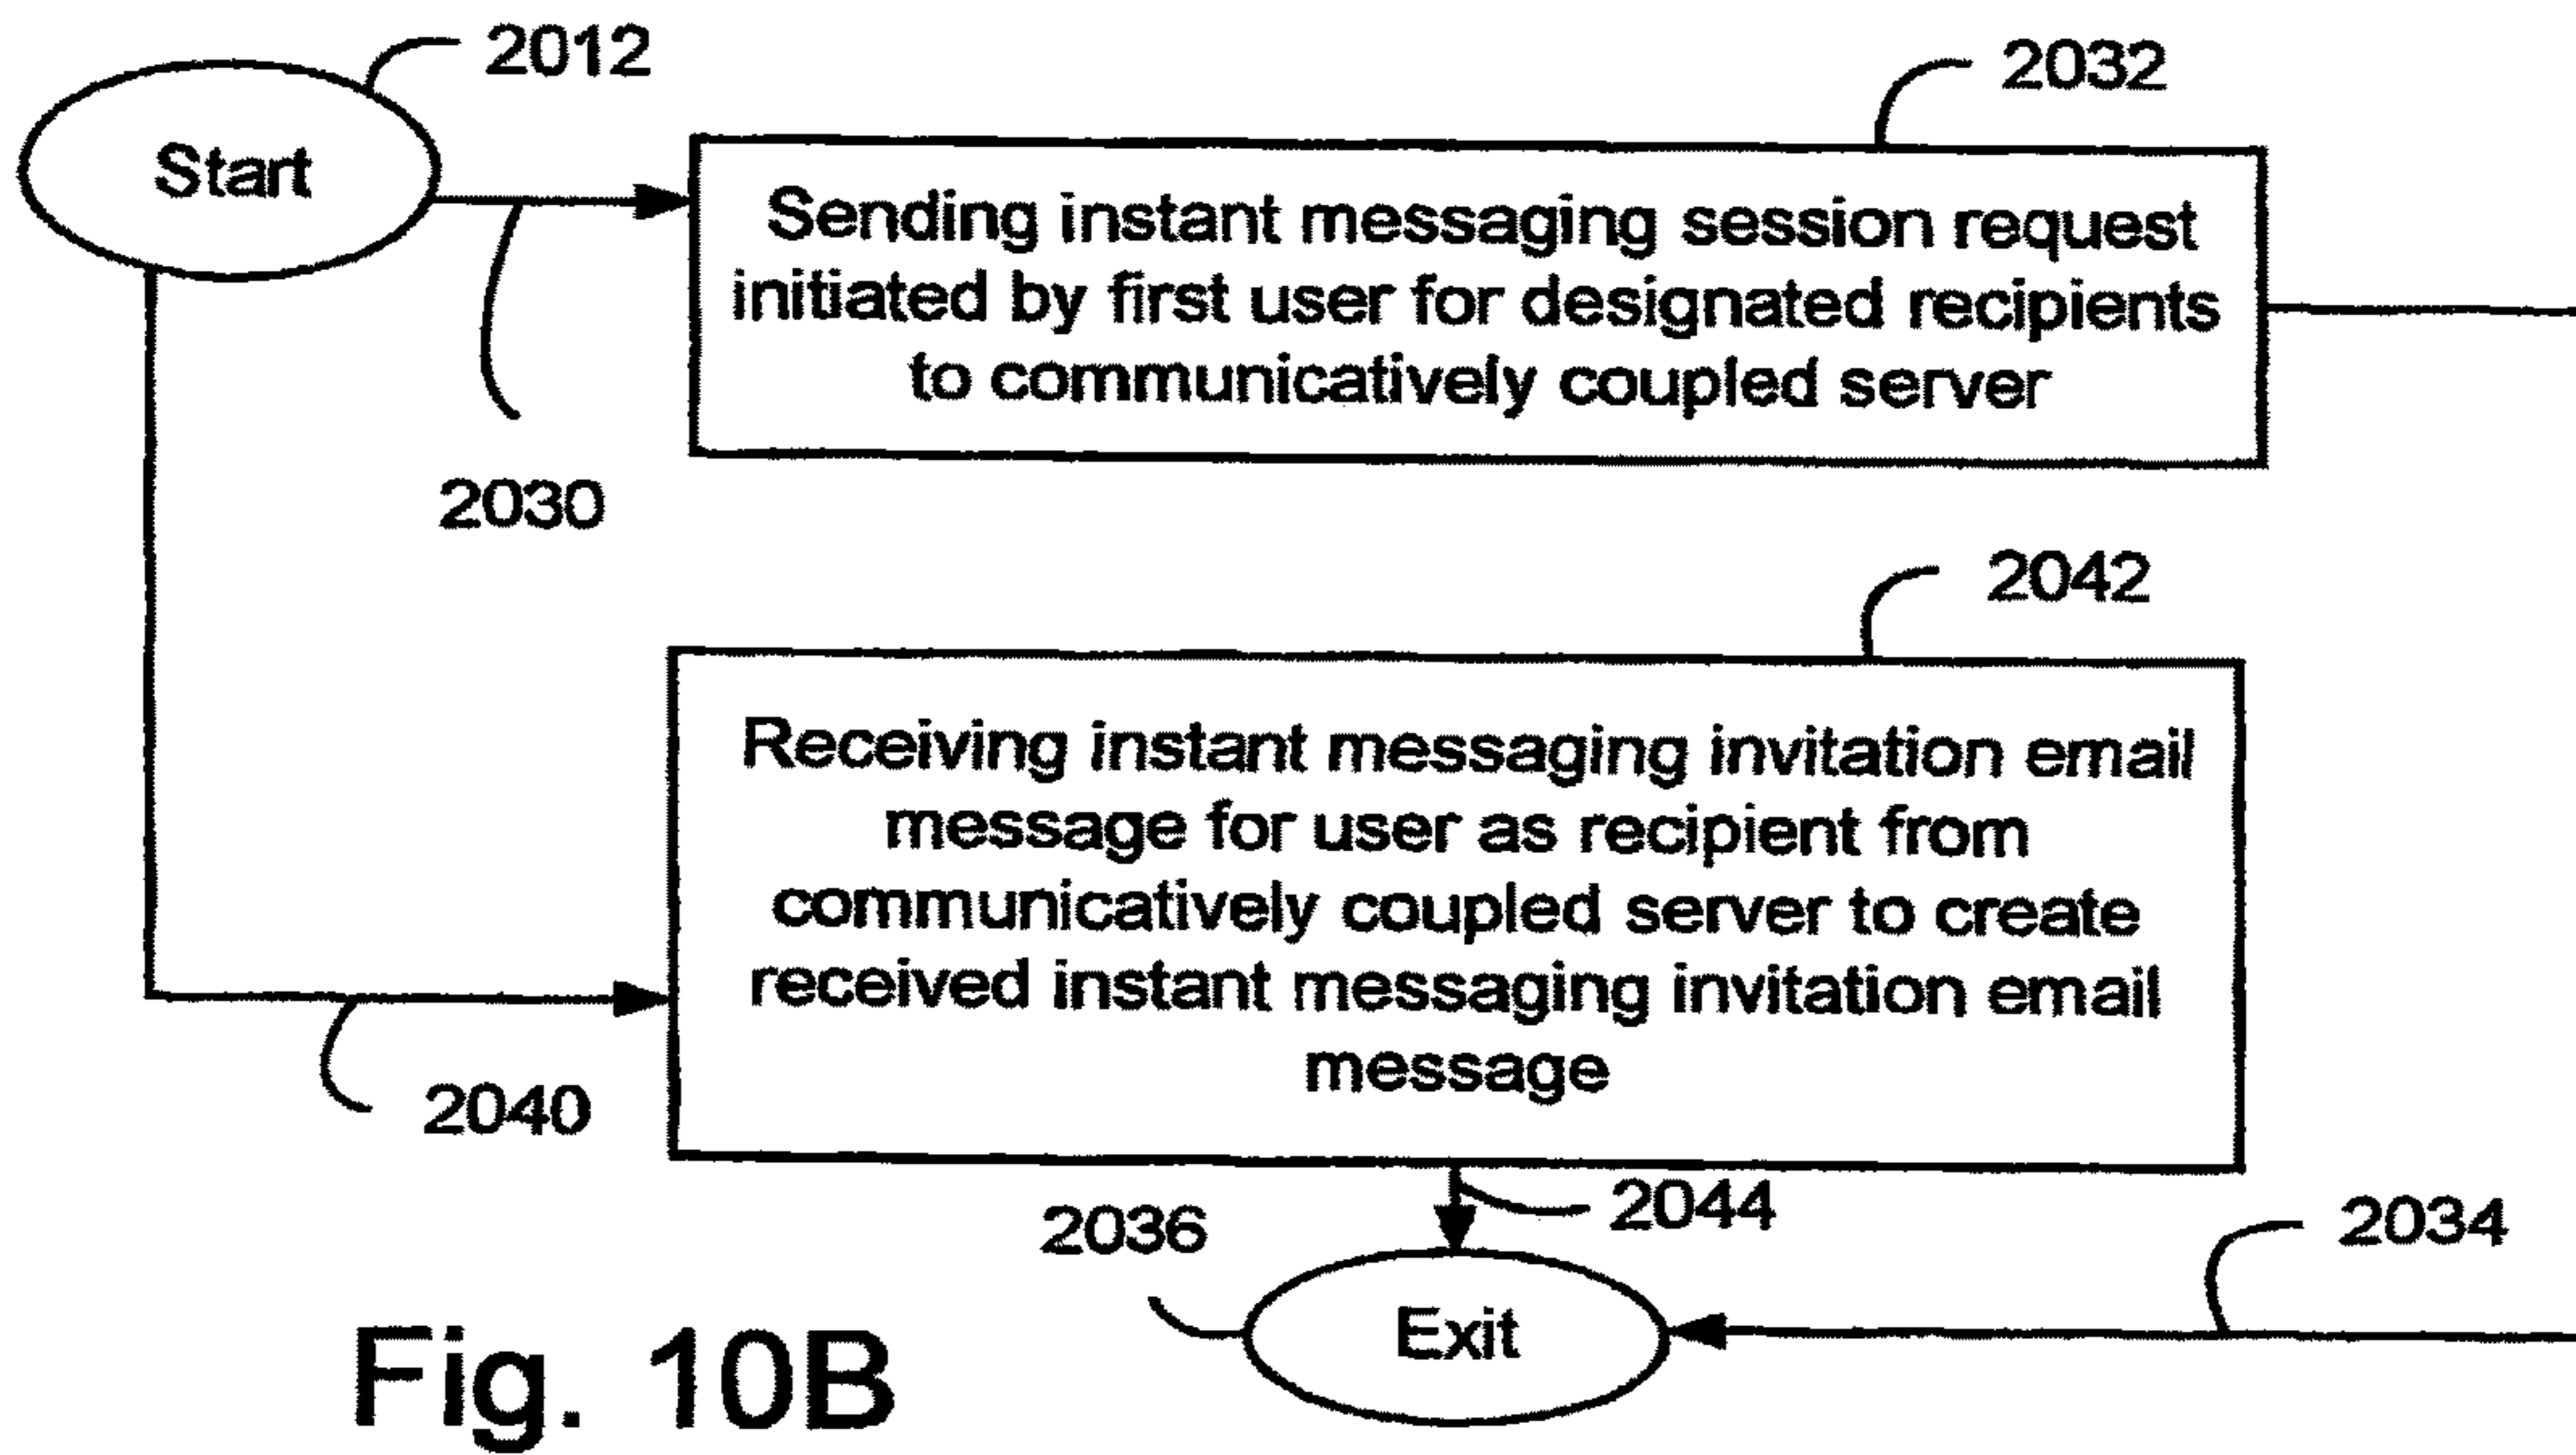 2012
Start
2030
2032
Sending instant messaging session request
initiated by first user for designated recipients
to communicatively coupled server
2042
Receiving instant messaging invitation email
message for user as recipient from
communicatively coupled server to create
received instant messaging invitation email
message
2040
2044
2036
Exit
2034
Fig. 10B